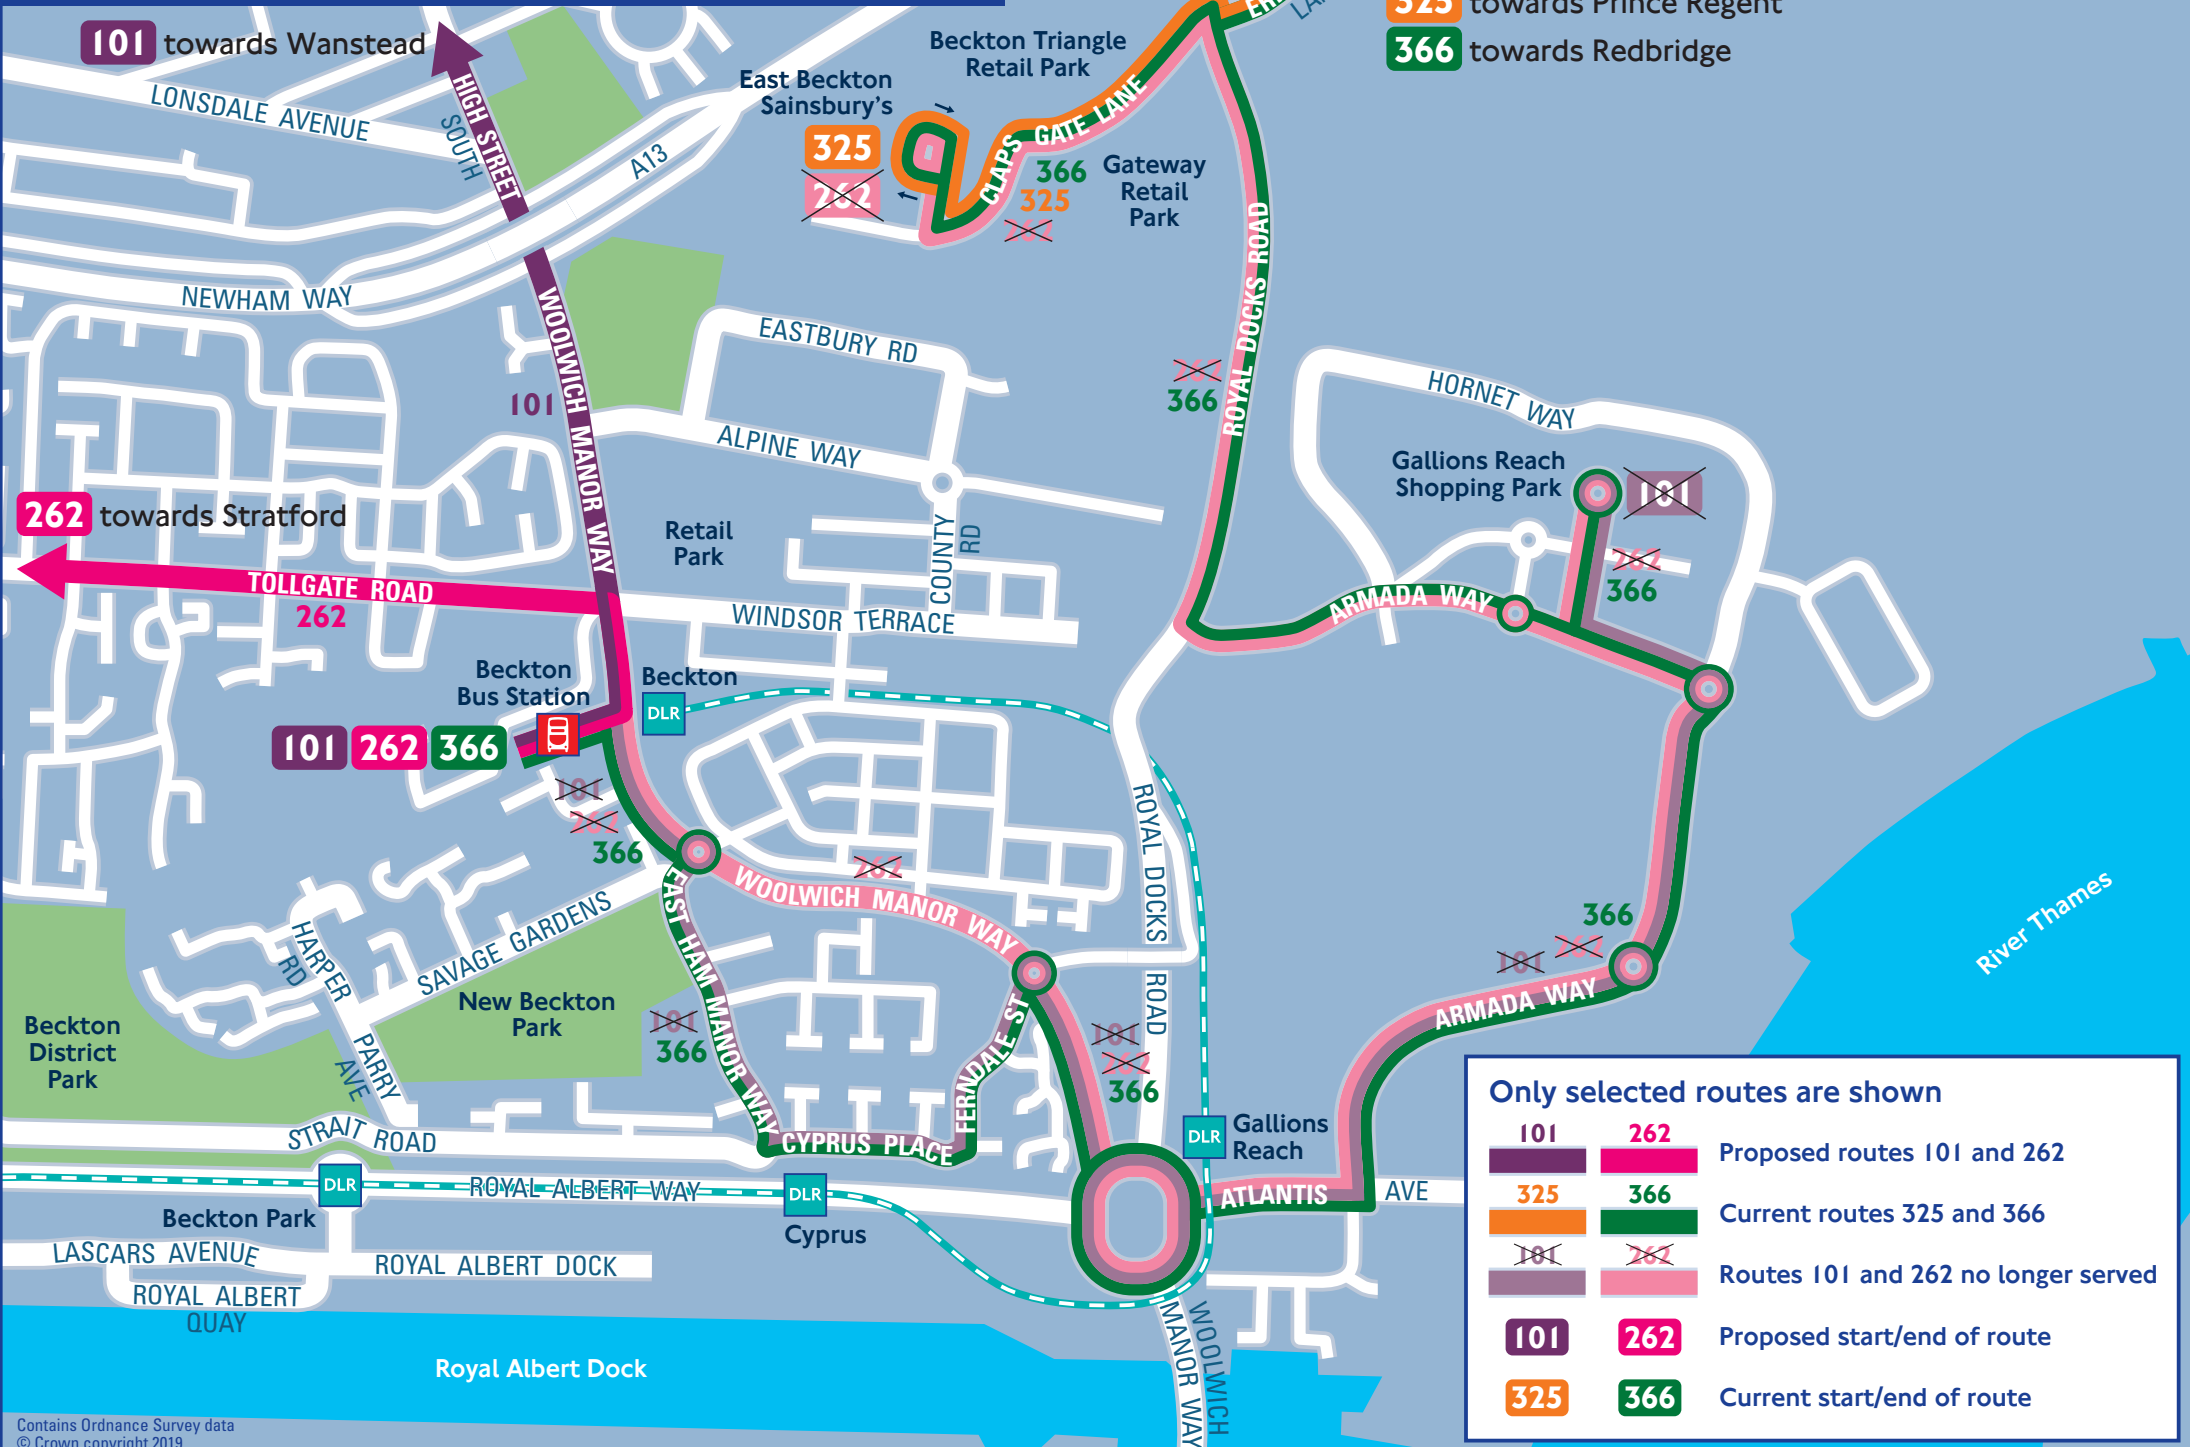 101 towards Wanstead
325 towards Prince Regent
366 towards Redbridge
Beckton Triangle
Retail Park
East Beckton
Sainsbury's
325
262
LONSDALE AVENUE
HIGH STREET
SOUTH
A13
CLAPS GATE LANE
366
325
262
Gateway
Retail
Park
NEWHAM WAY
WOOLWICH MANOR WAY
101
EASTBURY RD
ALPINE WAY
ROYAL DOCKS ROAD
262
366
HORNET WAY
Gallions Reach
Shopping Park
101
262
366
262 towards Stratford
TOLLGATE ROAD
262
Retail
Park
COUNTY
RD
WINDSOR TERRACE
ARMADA WAY
Beckton
Bus Station
Beckton
DLR
101 262 366
101
262
366
262
WOOLWICH MANOR WAY
EAST HAM MANOR WAY
ROYAL DOCKS
ROAD
HARPER
RD
SAVAGE GARDENS
New Beckton
Park
PARRY
AVE
Beckton
District
Park
101
366
FERNDALE ST
101
262
366
366
101 262
ARMADA WAY
River Thames
STRAIT ROAD
CYPRUS PLACE
DLR
Gallions
Reach
DLR
Beckton Park
ROYAL ALBERT WAY
DLR
Cyprus
ATLANTIS AVE
LASCARS AVENUE
ROYAL ALBERT DOCK
ROYAL ALBERT
QUAY
Royal Albert Dock
WOOLWICH
MANOR WAY
Only selected routes are shown
101 262
Proposed routes 101 and 262
325 366
Current routes 325 and 366
101 262
Routes 101 and 262 no longer served
101 262 Proposed start/end of route
325 366 Current start/end of route
Contains Ordnance Survey data
© Crown copyright 2019